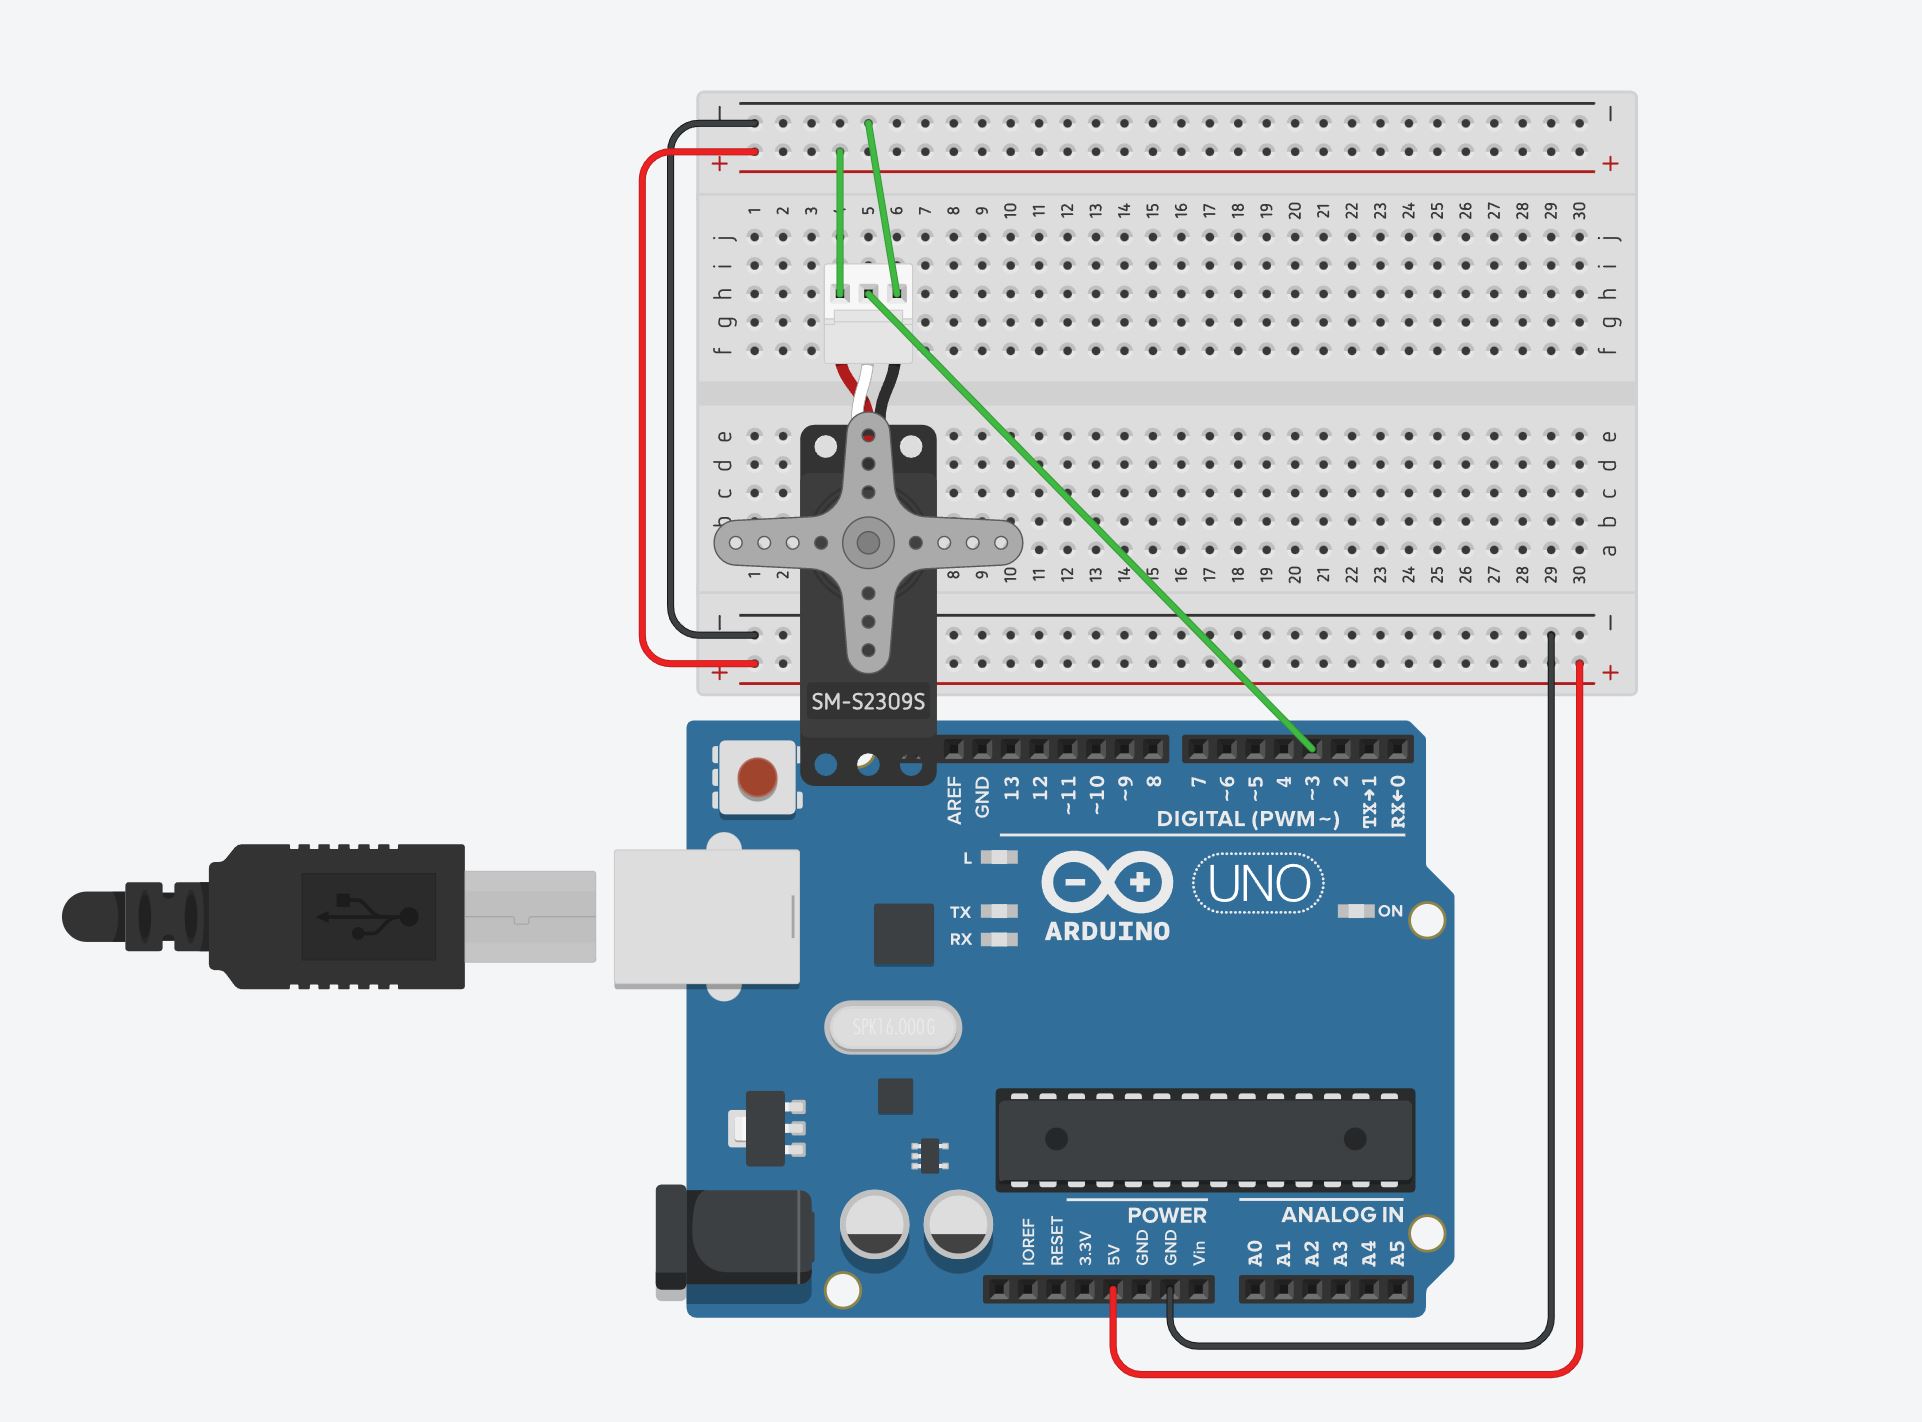 − −
+ +
1 2 3 4 5 6 7 8 9 10 11 12 13 14 15 16 17 18 19 20 21 22 23 24 25 26 27 28 29 30
j j
i i
h h
g g
f f
e e
d d
c c
b b
a a
1 2 8 9 10 11 12 13 14 15 16 17 18 19 20 21 22 23 24 25 26 27 28 29 30
− −
+ +
SM-S2309S
AREF GND 13 12 ~11 ~10 ~9 8 7 ~6 ~5 4 ~3 2 TX→1 RX←0
DIGITAL (PWM~)
L
UNO
TX
ON
RX
ARDUINO
SPK16.000G
POWER ANALOG IN
IOREF RESET 3.3V 5V GND GND Vin A0 A1 A2 A3 A4 A5